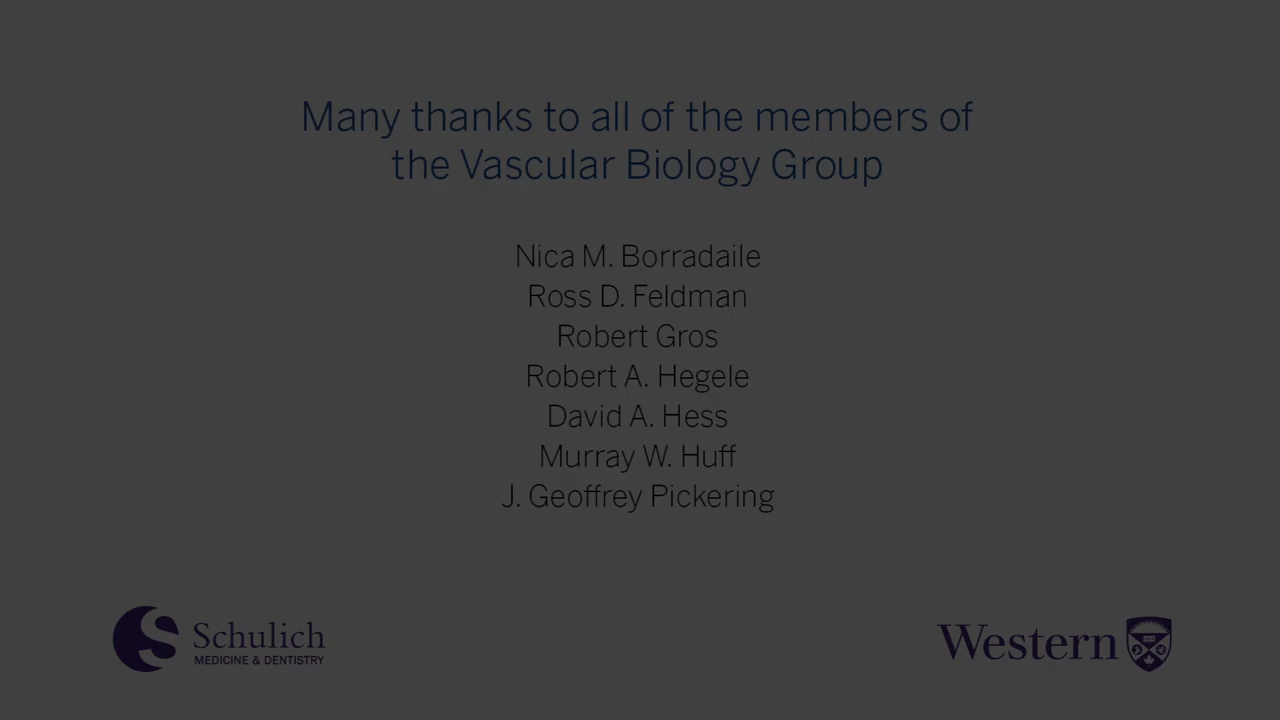 Many thanks to all of the members of
the Vascular Biology Group
Nica M. Borradaile
Ross D. Feldman
Robert Gros
Robert A. Hegele
David A. Hess
Murray W. Huff
J. Geoffrey Pickering
Schulich
MEDICINE & DENTISTRY
Western